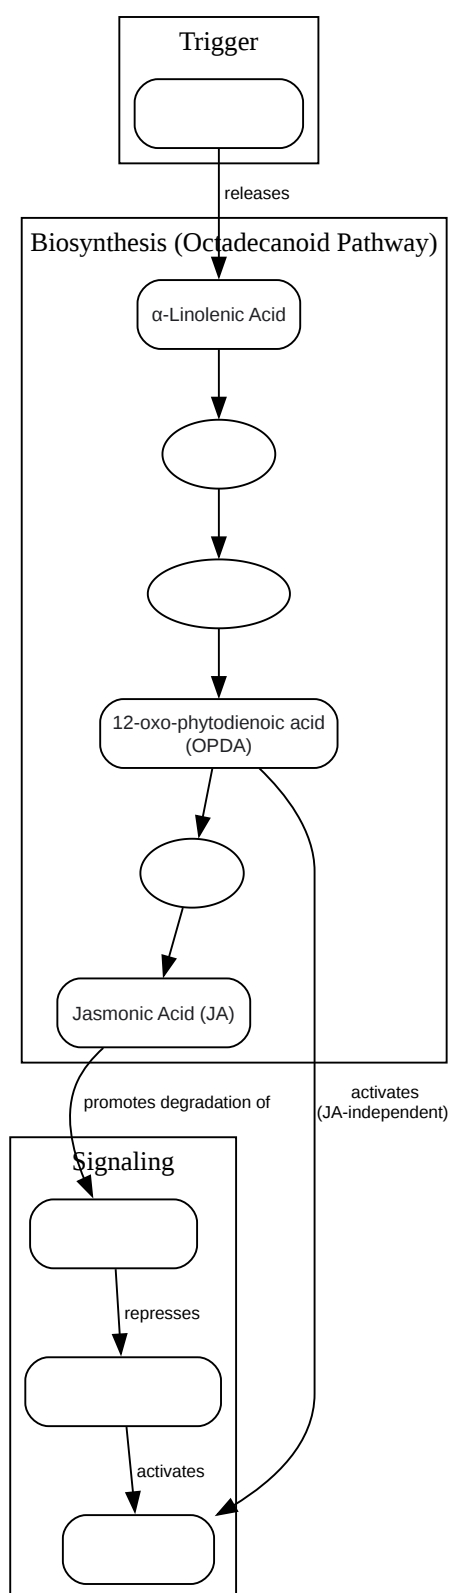 Trigger
releases
Biosynthesis (Octadecanoid Pathway)
α-Linolenic Acid
12-oxo-phytodienoic acid
(OPDA)
Jasmonic Acid (JA)
activates
(JA-independent)
promotes degradation of
Signaling
represses
activates